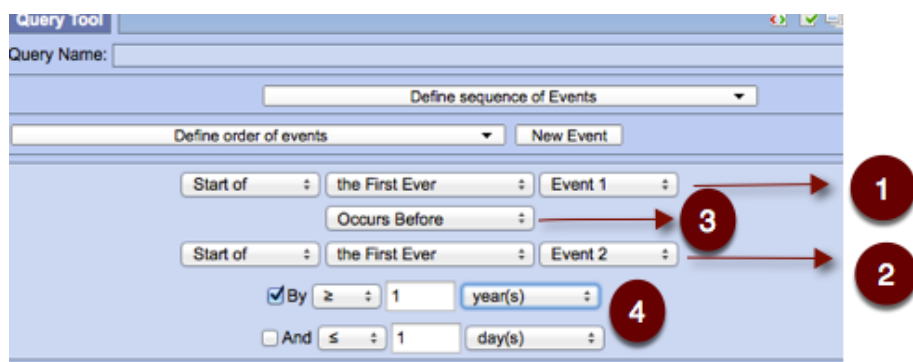 Query Tool
Query Name:
Define sequence of Events
Define order of events New Event
Start of the First Ever Event 1 1
Occurs Before 3
Start of the First Ever Event 2 2
By ≥ 1 year(s) 4
And ≤ 1 day(s)